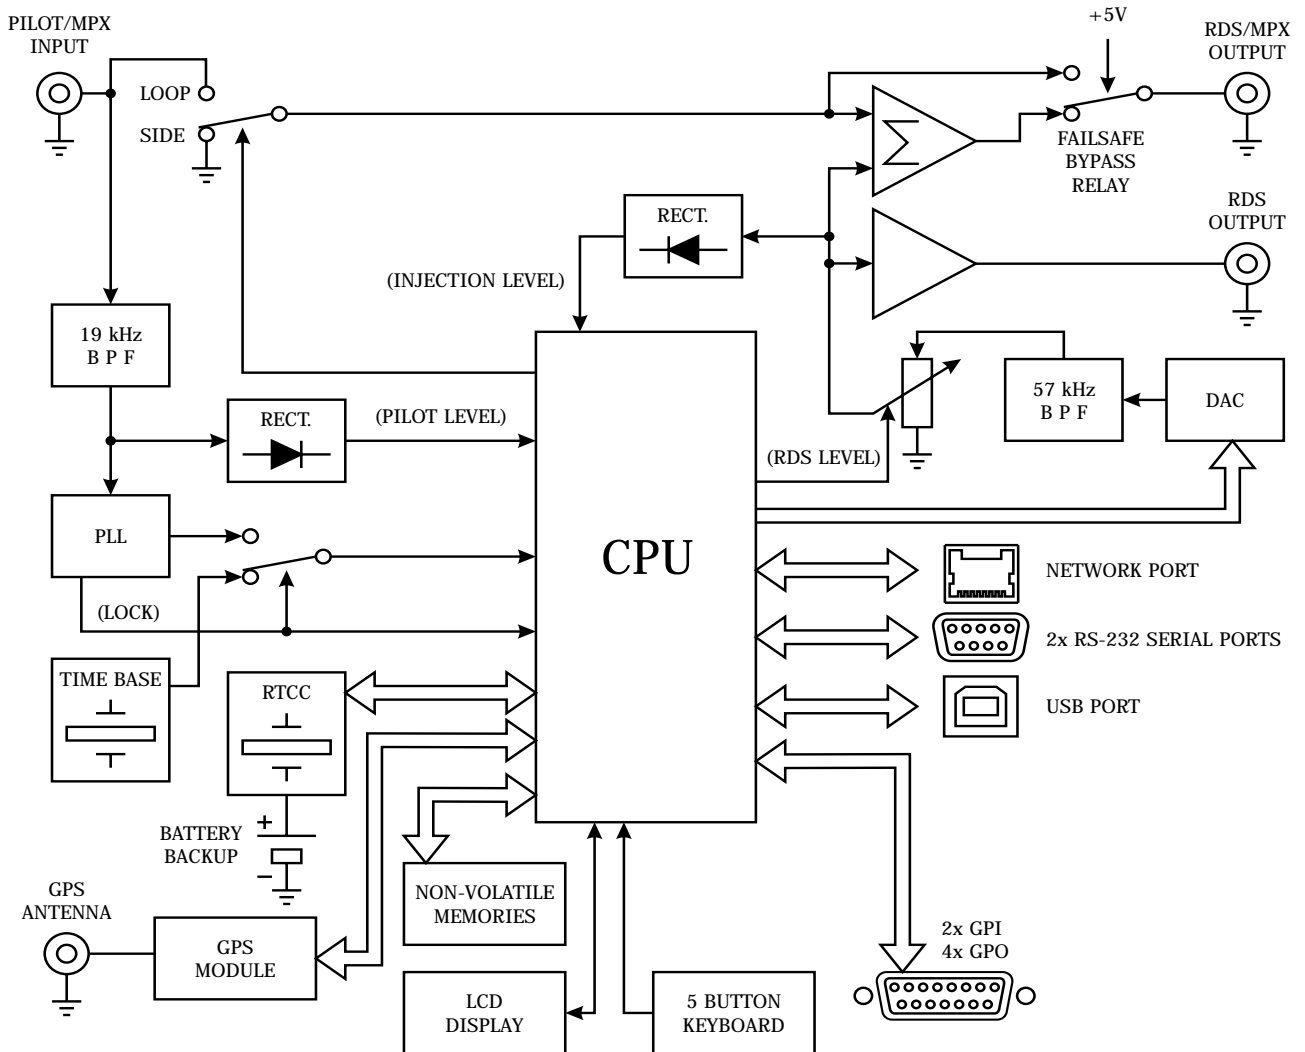 PILOT/MPX
INPUT
+5V
RDS/MPX
OUTPUT
LOOP
SIDE
FAILSAFE
BYPASS
RELAY
RECT.
RDS
OUTPUT
(INJECTION LEVEL)
19 kHz
B P F
57 kHz
B P F
DAC
RECT.
(PILOT LEVEL)
(RDS LEVEL)
PLL
CPU
(LOCK)
NETWORK PORT
2x RS-232 SERIAL PORTS
TIME BASE
RTCC
USB PORT
+
BATTERY
BACKUP
−
GPS
ANTENNA
NON-VOLATILE
MEMORIES
GPS
MODULE
2x GPI
4x GPO
LCD
DISPLAY
5 BUTTON
KEYBOARD